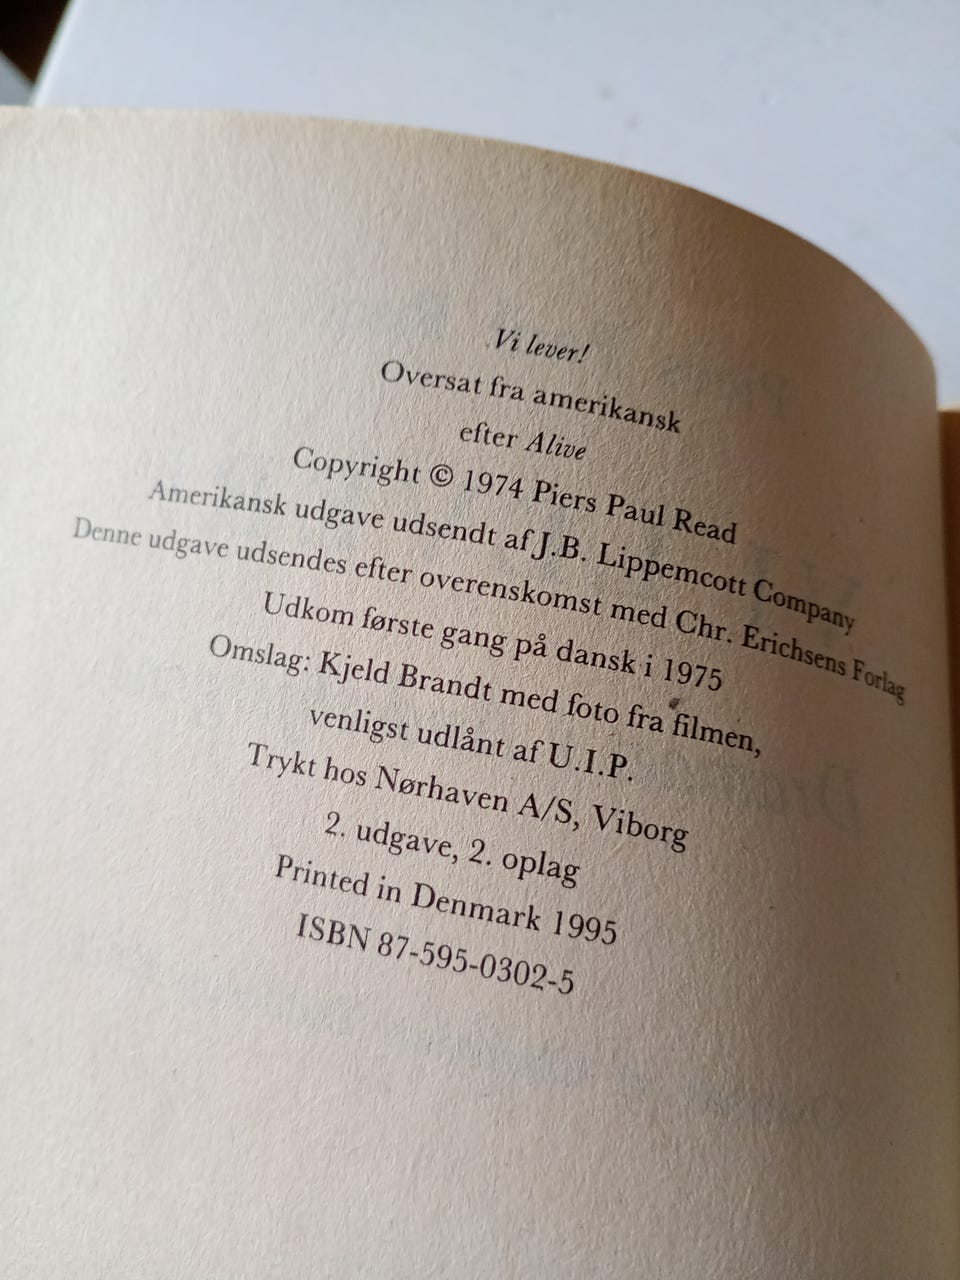 Vi lever!
Oversat fra amerikansk
efter Alive
Copyright © 1974 Piers Paul Read
Amerikansk udgave udsendt af J.B. Lippemcott Company
Denne udgave udsendes efter overenskomst med Chr. Erichsens Forlag
Udkom første gang på dansk i 1975
Omslag: Kjeld Brandt med foto fra filmen,
venligst udlånt af U.I.P.
Trykt hos Nørhaven A/S, Viborg
2. udgave, 2. oplag
Printed in Denmark 1995
ISBN 87-595-0302-5